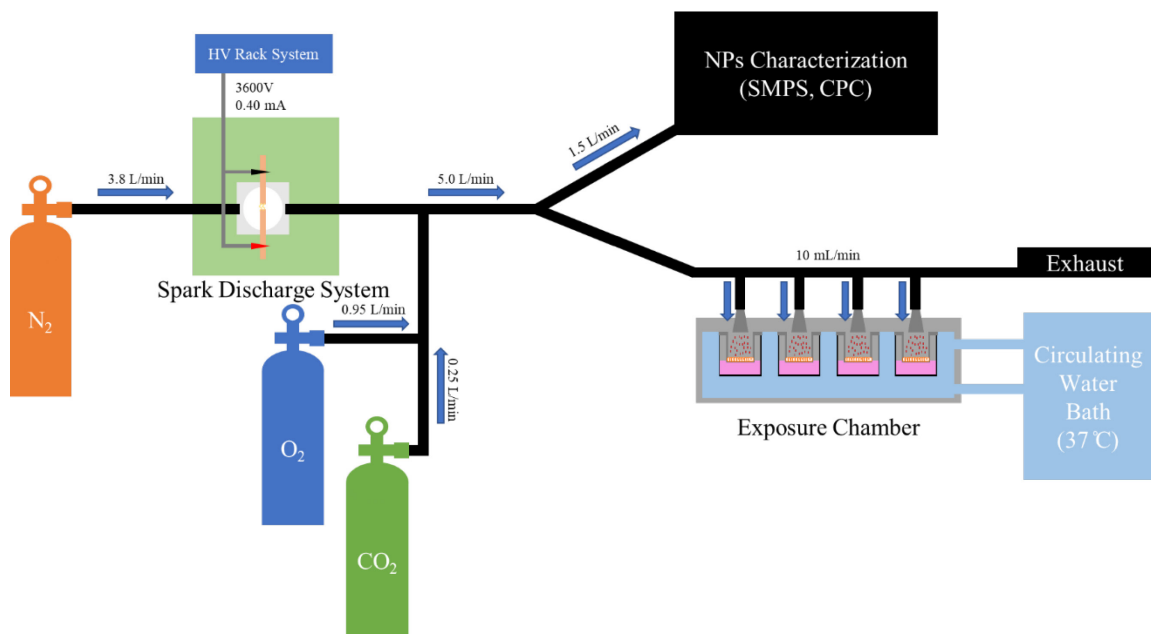 HV Rack System
3600V
0.40 mA
NPs Characterization
(SMPS, CPC)
1.5 L/min
3.8 L/min
5.0 L/min
N₂
Spark Discharge System
10 mL/min
Exhaust
0.95 L/min
0.25 L/min
O₂
CO₂
Exposure Chamber
Circulating
Water
Bath
(37℃)